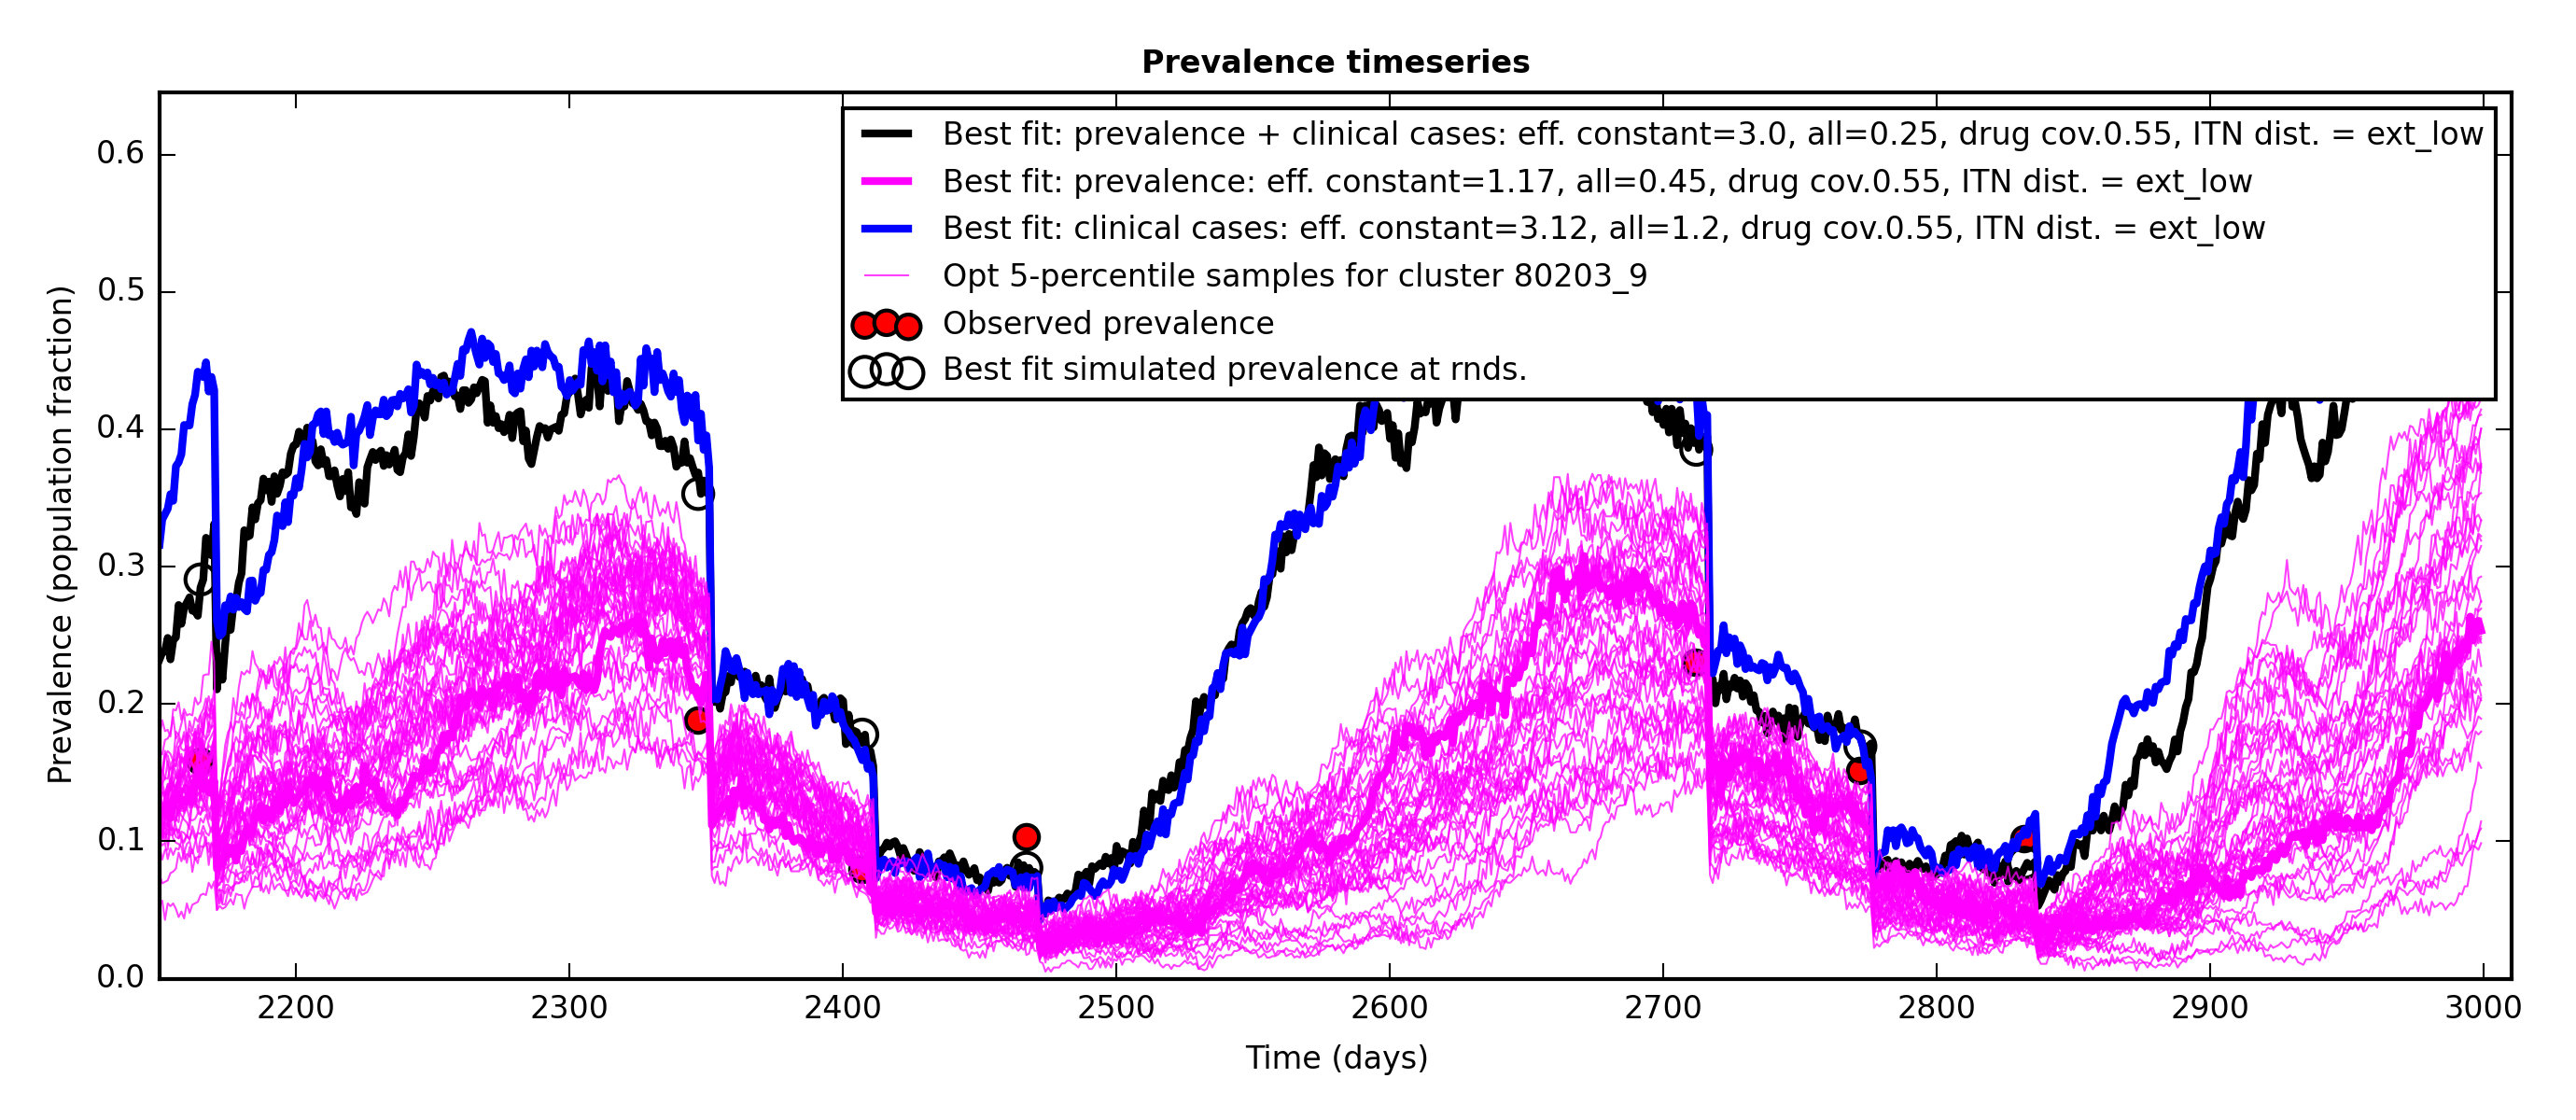 Prevalence timeseries
Best fit: prevalence + clinical cases: eff. constant=3.0, all=0.25, drug cov.0.55, ITN dist. = ext_low
Best fit: prevalence: eff. constant=1.17, all=0.45, drug cov.0.55, ITN dist. = ext_low
Best fit: clinical cases: eff. constant=3.12, all=1.2, drug cov.0.55, ITN dist. = ext_low
Opt 5-percentile samples for cluster 80203_9
Observed prevalence
Best fit simulated prevalence at rnds.
Prevalence (population fraction)
0.6
0.5
0.4
0.3
0.2
0.1
0.0
2200 2300 2400 2500 2600 2700 2800 2900 3000
Time (days)